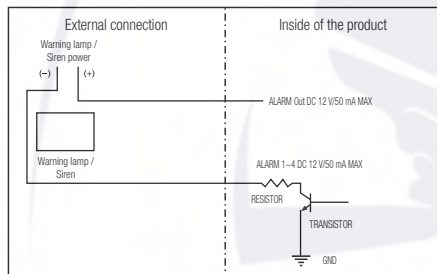 External connection
Inside of the product
Warning lamp /
Siren power
(–)
(+)
ALARM Out DC 12 V/50 mA MAX
Warning lamp /
Siren
ALARM 1~4 DC 12 V/50 mA MAX
RESISTOR
TRANSISTOR
GND